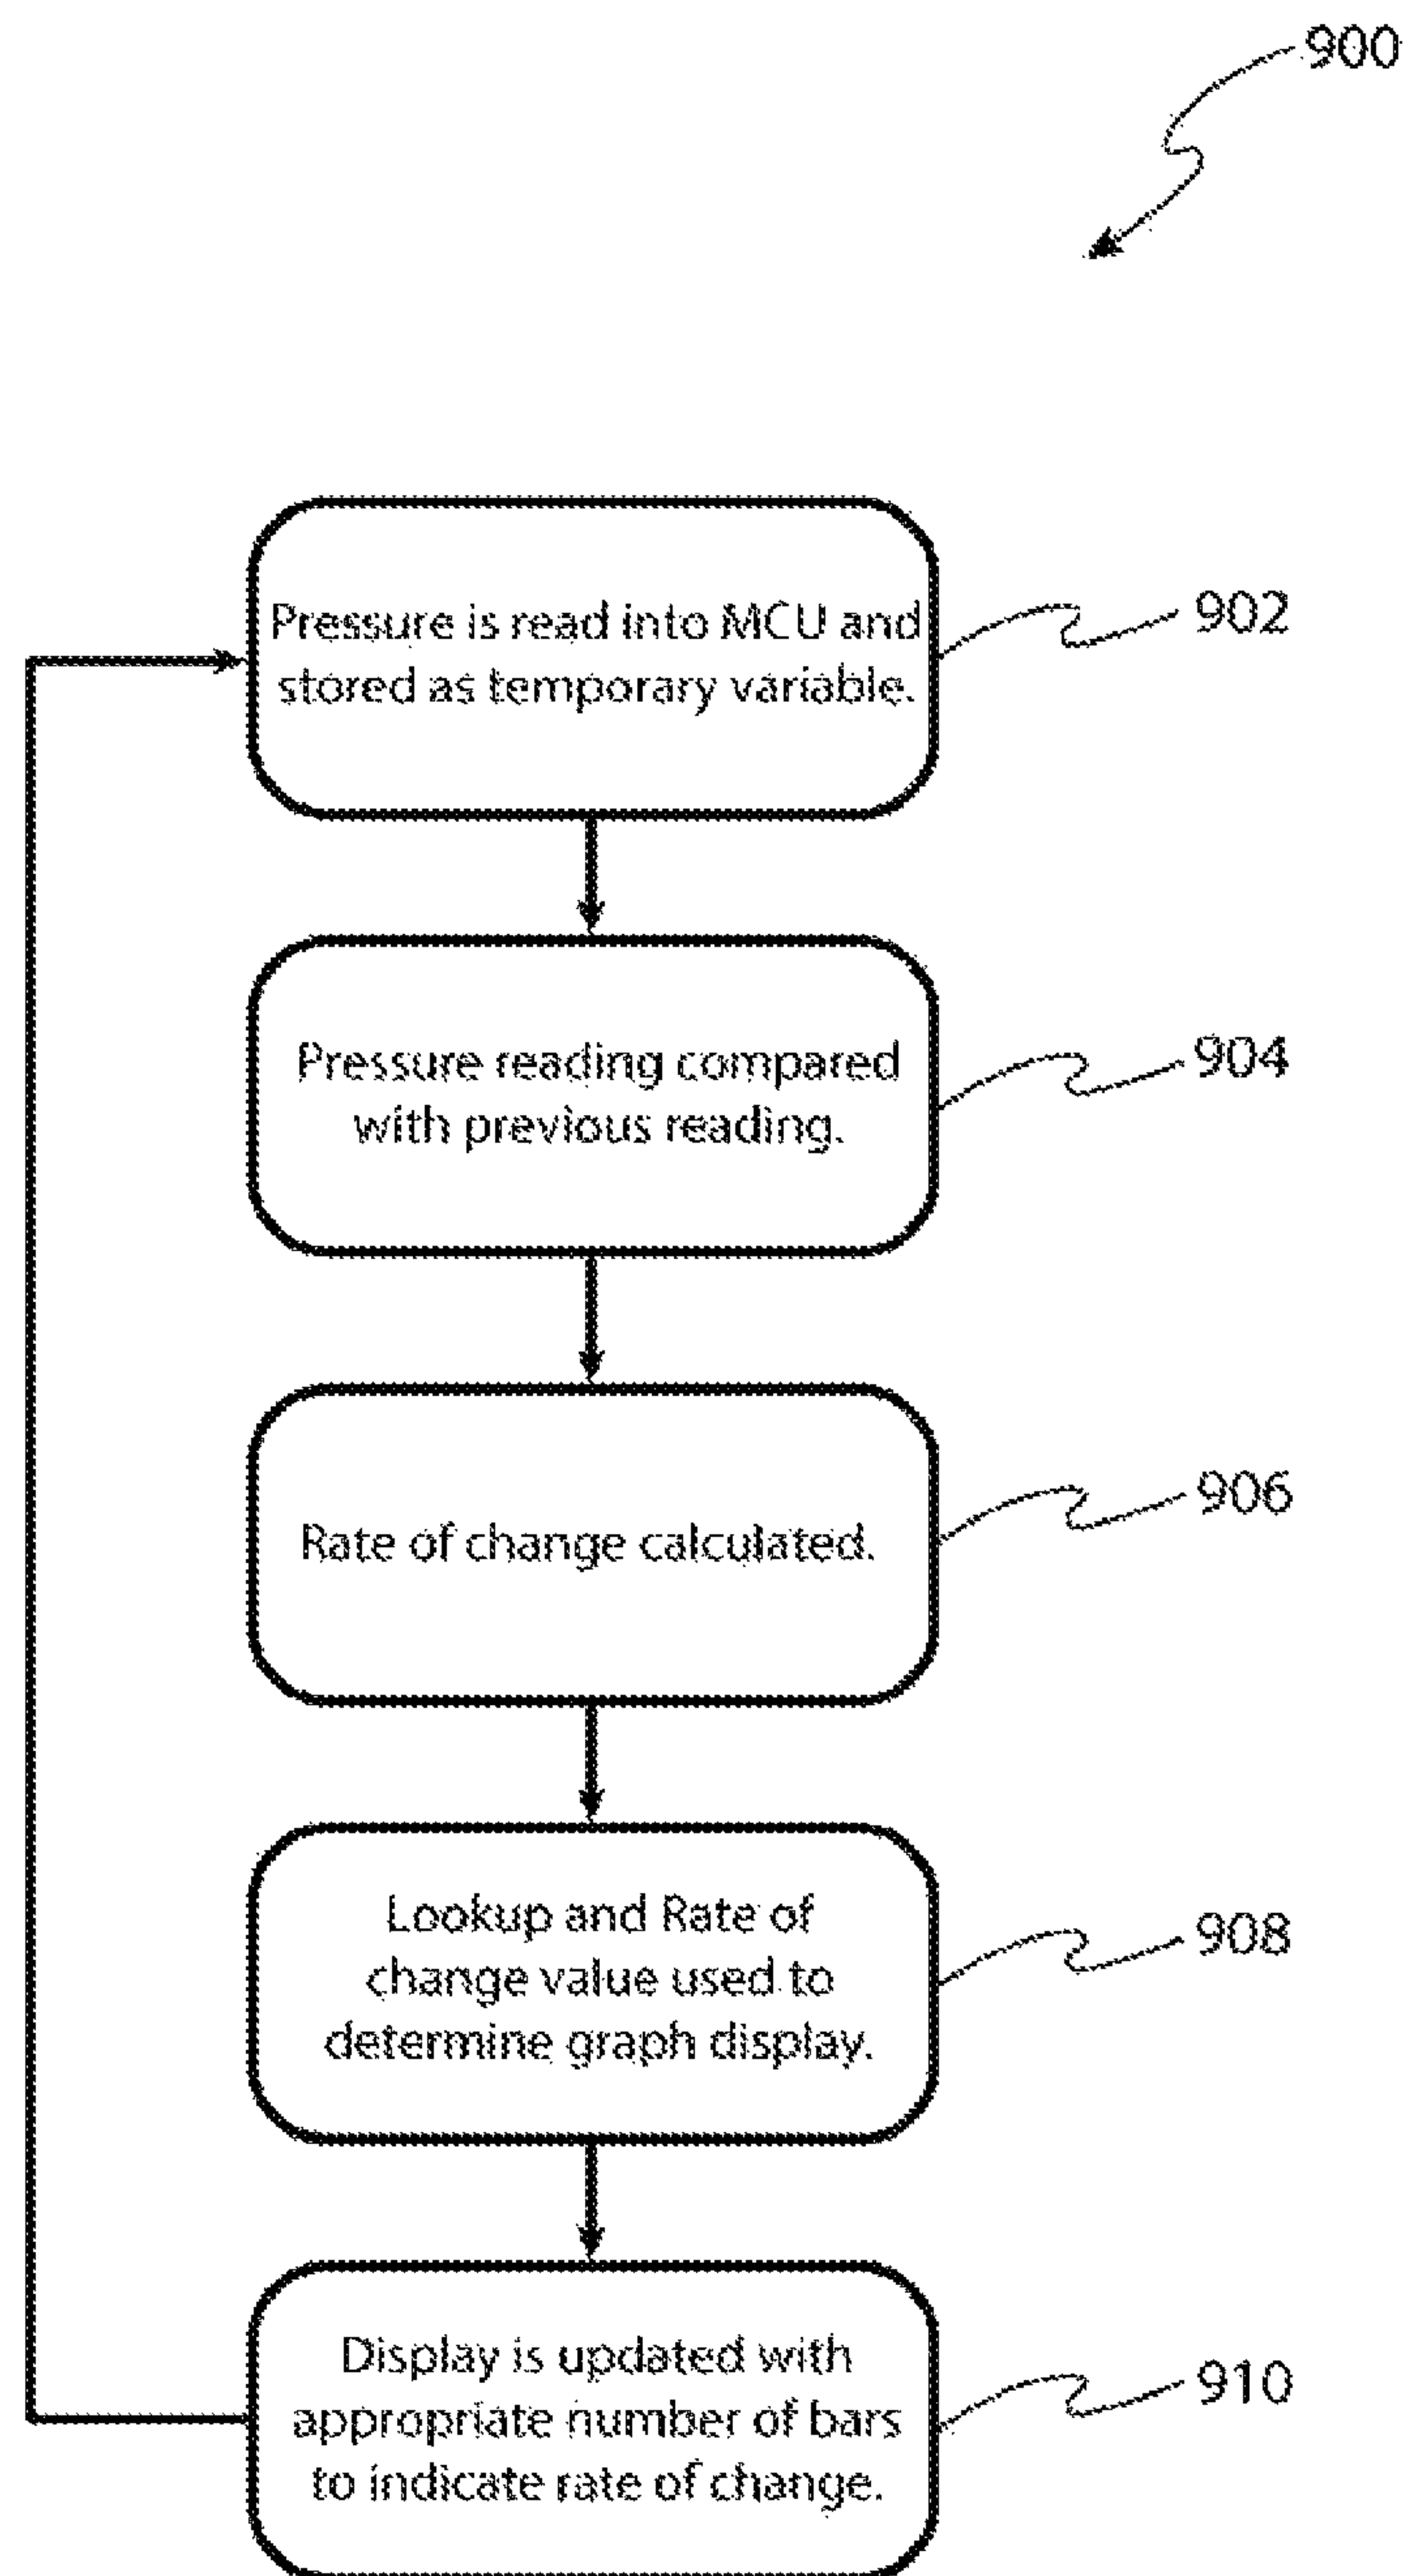 900
Pressure is read into MCU and
stored as temporary variable.
902
Pressure reading compared
with previous reading.
904
Rate of change calculated.
906
Lookup and Rate of
change value used to
determine graph display.
908
Display is updated with
appropriate number of bars
to indicate rate of change.
910